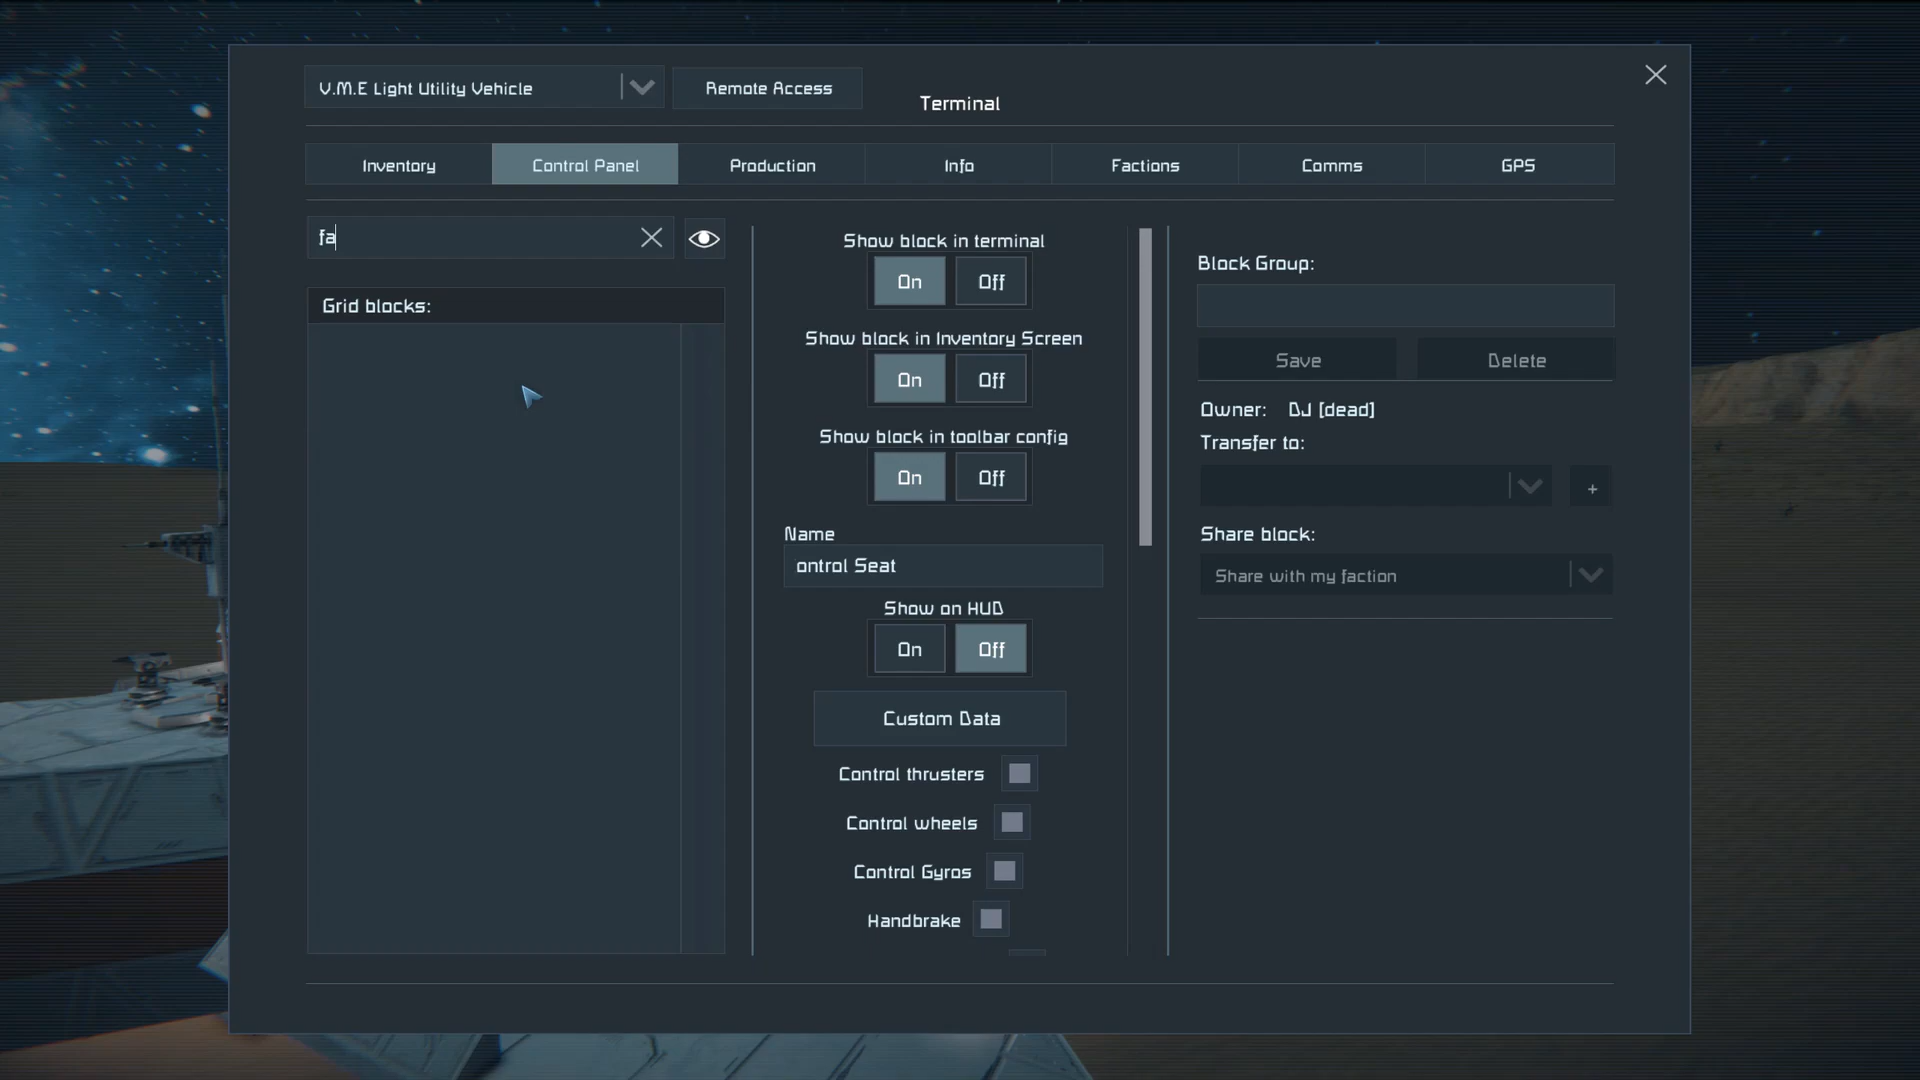 V.M.E Light Utility Vehicle
Remote Access
Terminal
Inventory
Control Panel
Production
Info
Factions
Comms
GPS
fa
Grid blocks:
Show block in terminal
On Off
Show block in Inventory Screen
On Off
Show block in toolbar config
On Off
Name
ontrol Seat
Show on HUD
On Off
Custom Data
Control thrusters
Control wheels
Control Gyros
Handbrake
Block Group:
Save
Delete
Owner: DJ [dead]
Transfer to:
+
Share block:
Share with my faction